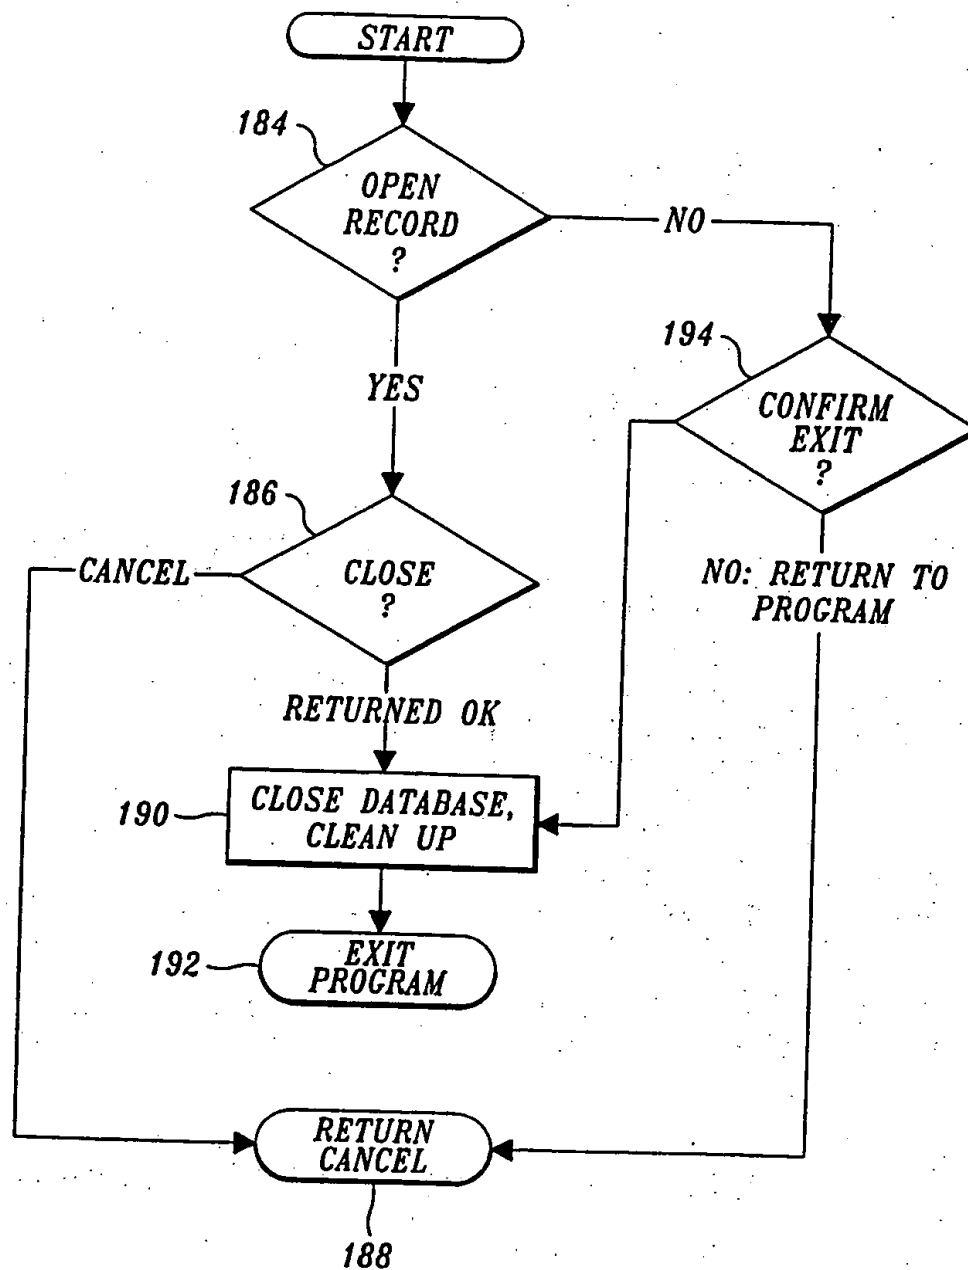 START
184
OPEN
RECORD
?
NO
194
YES
CONFIRM
EXIT
?
186
CANCEL
CLOSE
?
NO: RETURN TO
PROGRAM
RETURNED OK
190
CLOSE DATABASE,
CLEAN UP
192
EXIT
PROGRAM
RETURN
CANCEL
188